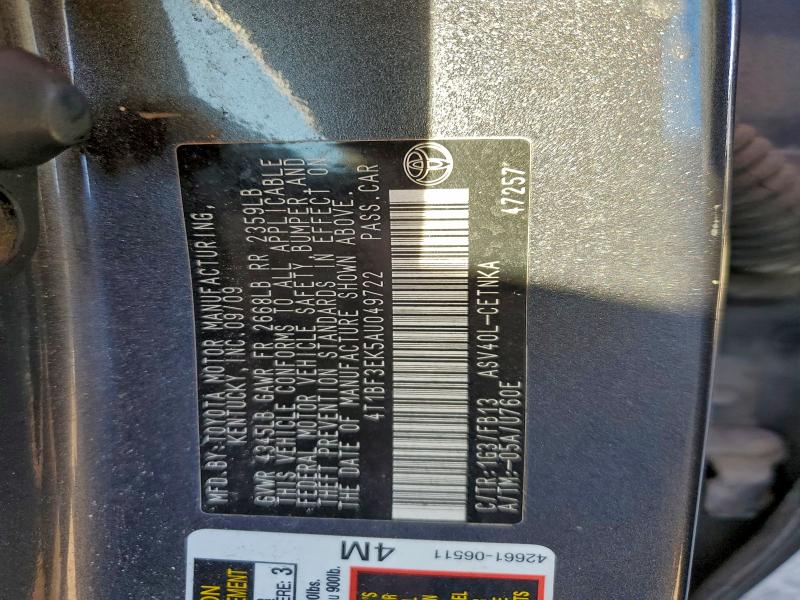 MFD.BY:TOYOTA MOTOR MANUFACTURING,
KENTUCKY, INC 09/09
GVWR 4345LB GAWR FR 2668LB RR 2359LB
THIS VEHICLE CONFORMS TO ALL APPLICABLE
FEDERAL MOTOR VEHICLE SAFETY, BUMPER, AND
THEFT PREVENTION STANDARDS IN EFFECT ON
THE DATE OF MANUFACTURE SHOWN ABOVE.
4T1BF3EK5AU049722 PASS.CAR
C/TR:1G3/FB13 ASV40L-CETNKA
A/TM:-05A/U760E
47257
42661-06511
4M